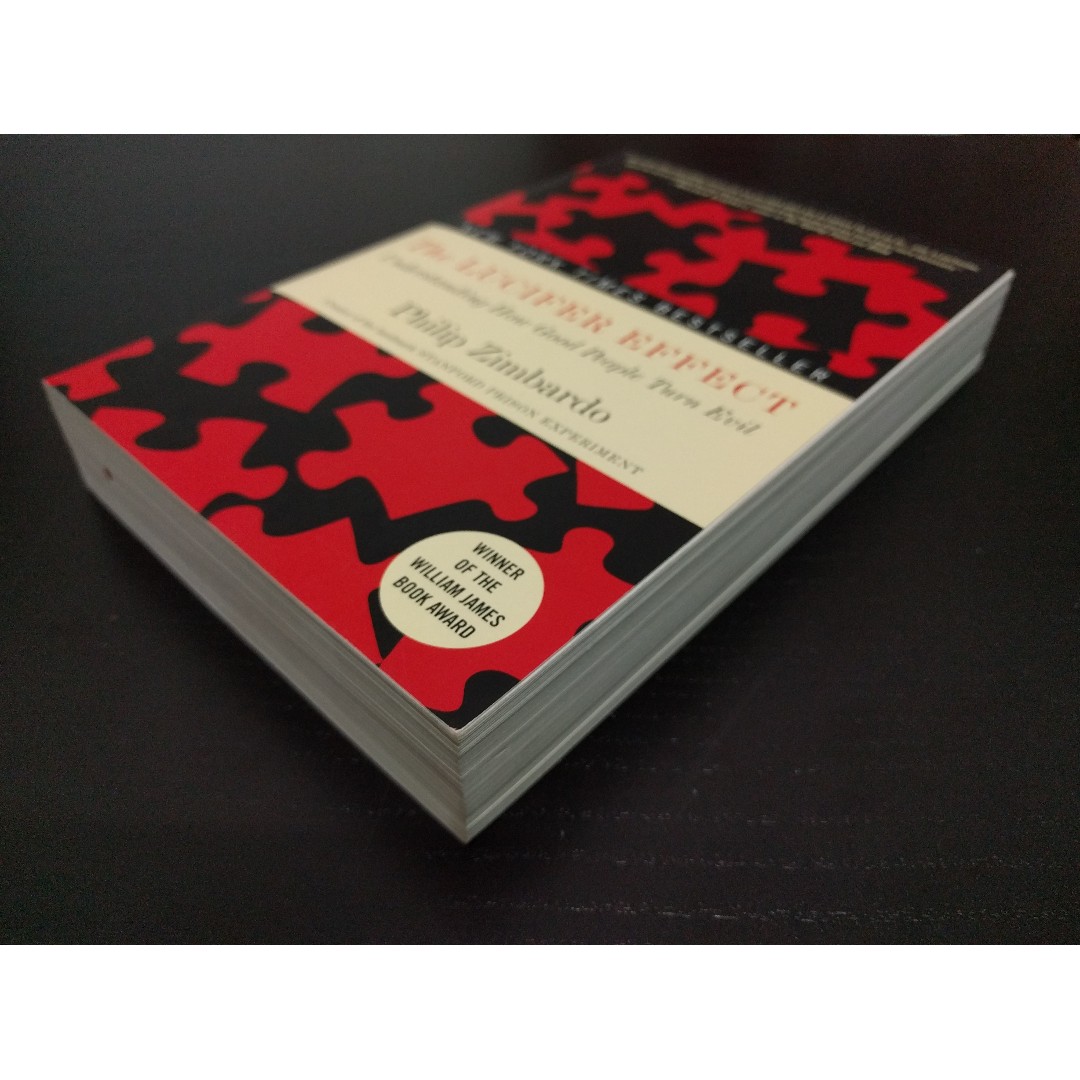 NEW YORK TIMES BESTSELLER
The LUCIFER EFFECT
Understanding How Good People Turn Evil
Philip Zimbardo
STANFORD PRISON EXPERIMENT
WINNER
OF THE
WILLIAM JAMES
BOOK AWARD